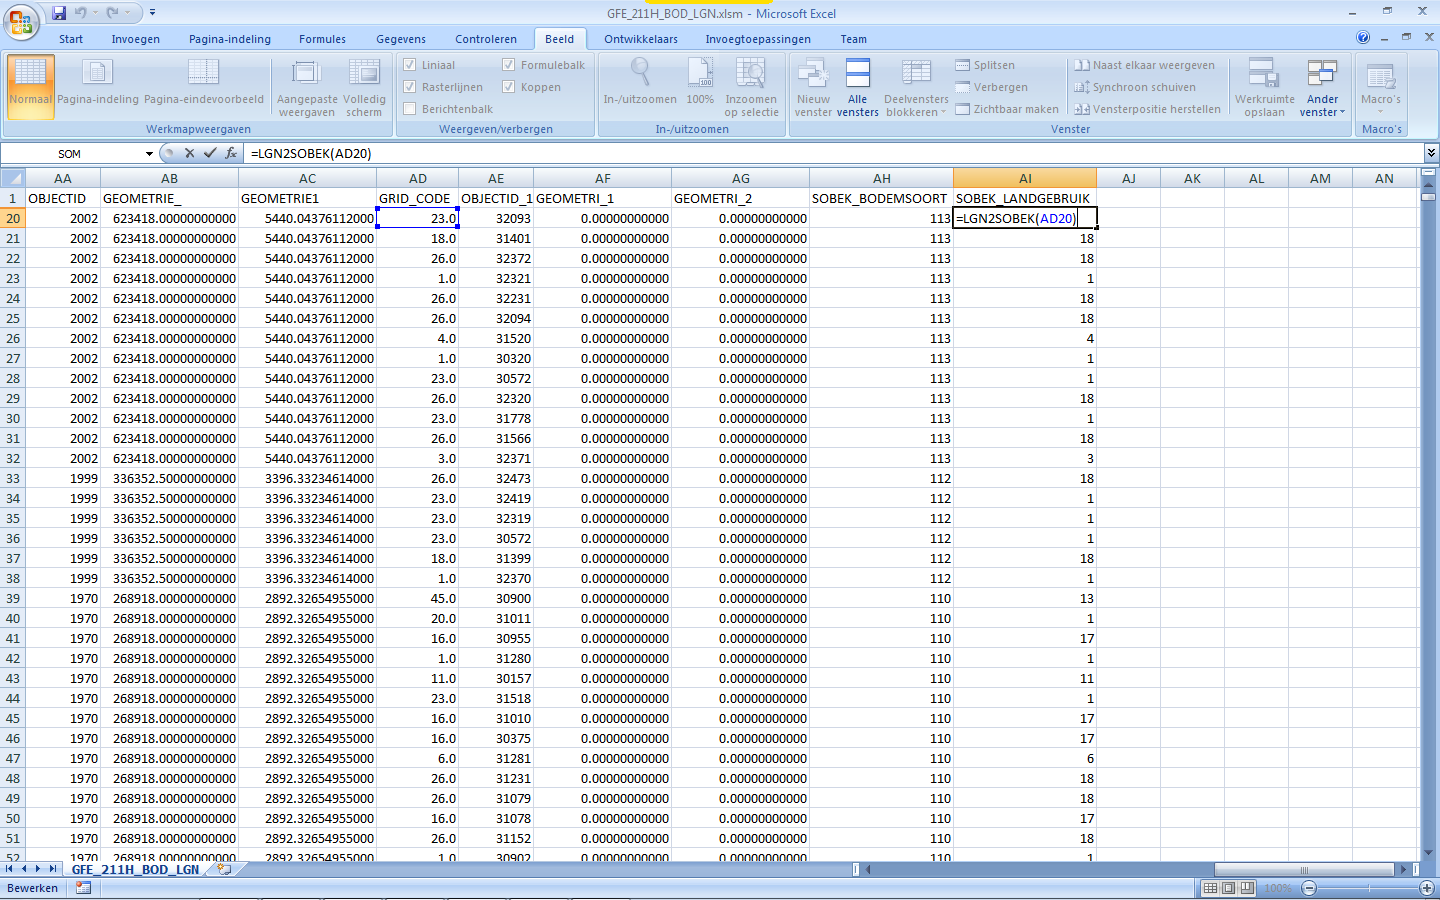 GFE_211H_BOD_LGN.xlsm - Microsoft Excel
Start Invoegen Pagina-indeling Formules Gegevens Controleren Beeld Ontwikkelaars Invoegtoepassingen Team
Normaal Pagina-indeling Pagina-eindevoorbeeld Aangepaste weergaven Volledig scherm
Werkmapweergaven
Liniaal Formulebalk
Rasterlijnen Koppen
Berichtenbalk
Weergeven/verbergen
In-/uitzoomen 100% Inzoomen op selectie
In-/uitzoomen
Nieuw venster Alle vensters Deelvensters blokkeren
Splitsen Naast elkaar weergeven
Verbergen Synchroon schuiven
Zichtbaar maken Vensterpositie herstellen
Werkruimte opslaan Ander venster
Venster
Macro's
Macro's
SOM fx =LGN2SOBEK(AD20)
AA AB AC AD AE AF AG AH AI AJ AK AL AM AN
1 OBJECTID GEOMETRIE_ GEOMETRIE1 GRID_CODE OBJECTID_1 GEOMETRI_1 GEOMETRI_2 SOBEK_BODEMSOORT SOBEK_LANDGEBRUIK
20 2002 623418.00000000000 5440.04376112000 23.0 32093 0.00000000000 0.00000000000 113 =LGN2SOBEK(AD20)
21 2002 623418.00000000000 5440.04376112000 18.0 31401 0.00000000000 0.00000000000 113 18
22 2002 623418.00000000000 5440.04376112000 26.0 32372 0.00000000000 0.00000000000 113 18
23 2002 623418.00000000000 5440.04376112000 1.0 32321 0.00000000000 0.00000000000 113 1
24 2002 623418.00000000000 5440.04376112000 26.0 32231 0.00000000000 0.00000000000 113 18
25 2002 623418.00000000000 5440.04376112000 26.0 32094 0.00000000000 0.00000000000 113 18
26 2002 623418.00000000000 5440.04376112000 4.0 31520 0.00000000000 0.00000000000 113 4
27 2002 623418.00000000000 5440.04376112000 1.0 30320 0.00000000000 0.00000000000 113 1
28 2002 623418.00000000000 5440.04376112000 23.0 30572 0.00000000000 0.00000000000 113 1
29 2002 623418.00000000000 5440.04376112000 26.0 32320 0.00000000000 0.00000000000 113 18
30 2002 623418.00000000000 5440.04376112000 23.0 31778 0.00000000000 0.00000000000 113 1
31 2002 623418.00000000000 5440.04376112000 26.0 31566 0.00000000000 0.00000000000 113 18
32 2002 623418.00000000000 5440.04376112000 3.0 32371 0.00000000000 0.00000000000 113 3
33 1999 336352.50000000000 3396.33234614000 26.0 32473 0.00000000000 0.00000000000 112 18
34 1999 336352.50000000000 3396.33234614000 23.0 32419 0.00000000000 0.00000000000 112 1
35 1999 336352.50000000000 3396.33234614000 23.0 32319 0.00000000000 0.00000000000 112 1
36 1999 336352.50000000000 3396.33234614000 23.0 30572 0.00000000000 0.00000000000 112 1
37 1999 336352.50000000000 3396.33234614000 18.0 31399 0.00000000000 0.00000000000 112 18
38 1999 336352.50000000000 3396.33234614000 1.0 32370 0.00000000000 0.00000000000 112 1
39 1970 268918.00000000000 2892.32654955000 45.0 30900 0.00000000000 0.00000000000 110 13
40 1970 268918.00000000000 2892.32654955000 20.0 31011 0.00000000000 0.00000000000 110 1
41 1970 268918.00000000000 2892.32654955000 16.0 30955 0.00000000000 0.00000000000 110 17
42 1970 268918.00000000000 2892.32654955000 1.0 31280 0.00000000000 0.00000000000 110 1
43 1970 268918.00000000000 2892.32654955000 11.0 30157 0.00000000000 0.00000000000 110 11
44 1970 268918.00000000000 2892.32654955000 23.0 31518 0.00000000000 0.00000000000 110 1
45 1970 268918.00000000000 2892.32654955000 16.0 31010 0.00000000000 0.00000000000 110 17
46 1970 268918.00000000000 2892.32654955000 16.0 30375 0.00000000000 0.00000000000 110 17
47 1970 268918.00000000000 2892.32654955000 6.0 31281 0.00000000000 0.00000000000 110 6
48 1970 268918.00000000000 2892.32654955000 26.0 31231 0.00000000000 0.00000000000 110 18
49 1970 268918.00000000000 2892.32654955000 26.0 31079 0.00000000000 0.00000000000 110 18
50 1970 268918.00000000000 2892.32654955000 16.0 31078 0.00000000000 0.00000000000 110 17
51 1970 268918.00000000000 2892.32654955000 26.0 31152 0.00000000000 0.00000000000 110 18
52 1970 268918.00000000000 2892.32654955000 1.0 30902 0.00000000000 0.00000000000 110 1
GFE_211H_BOD_LGN
Bewerken 100%